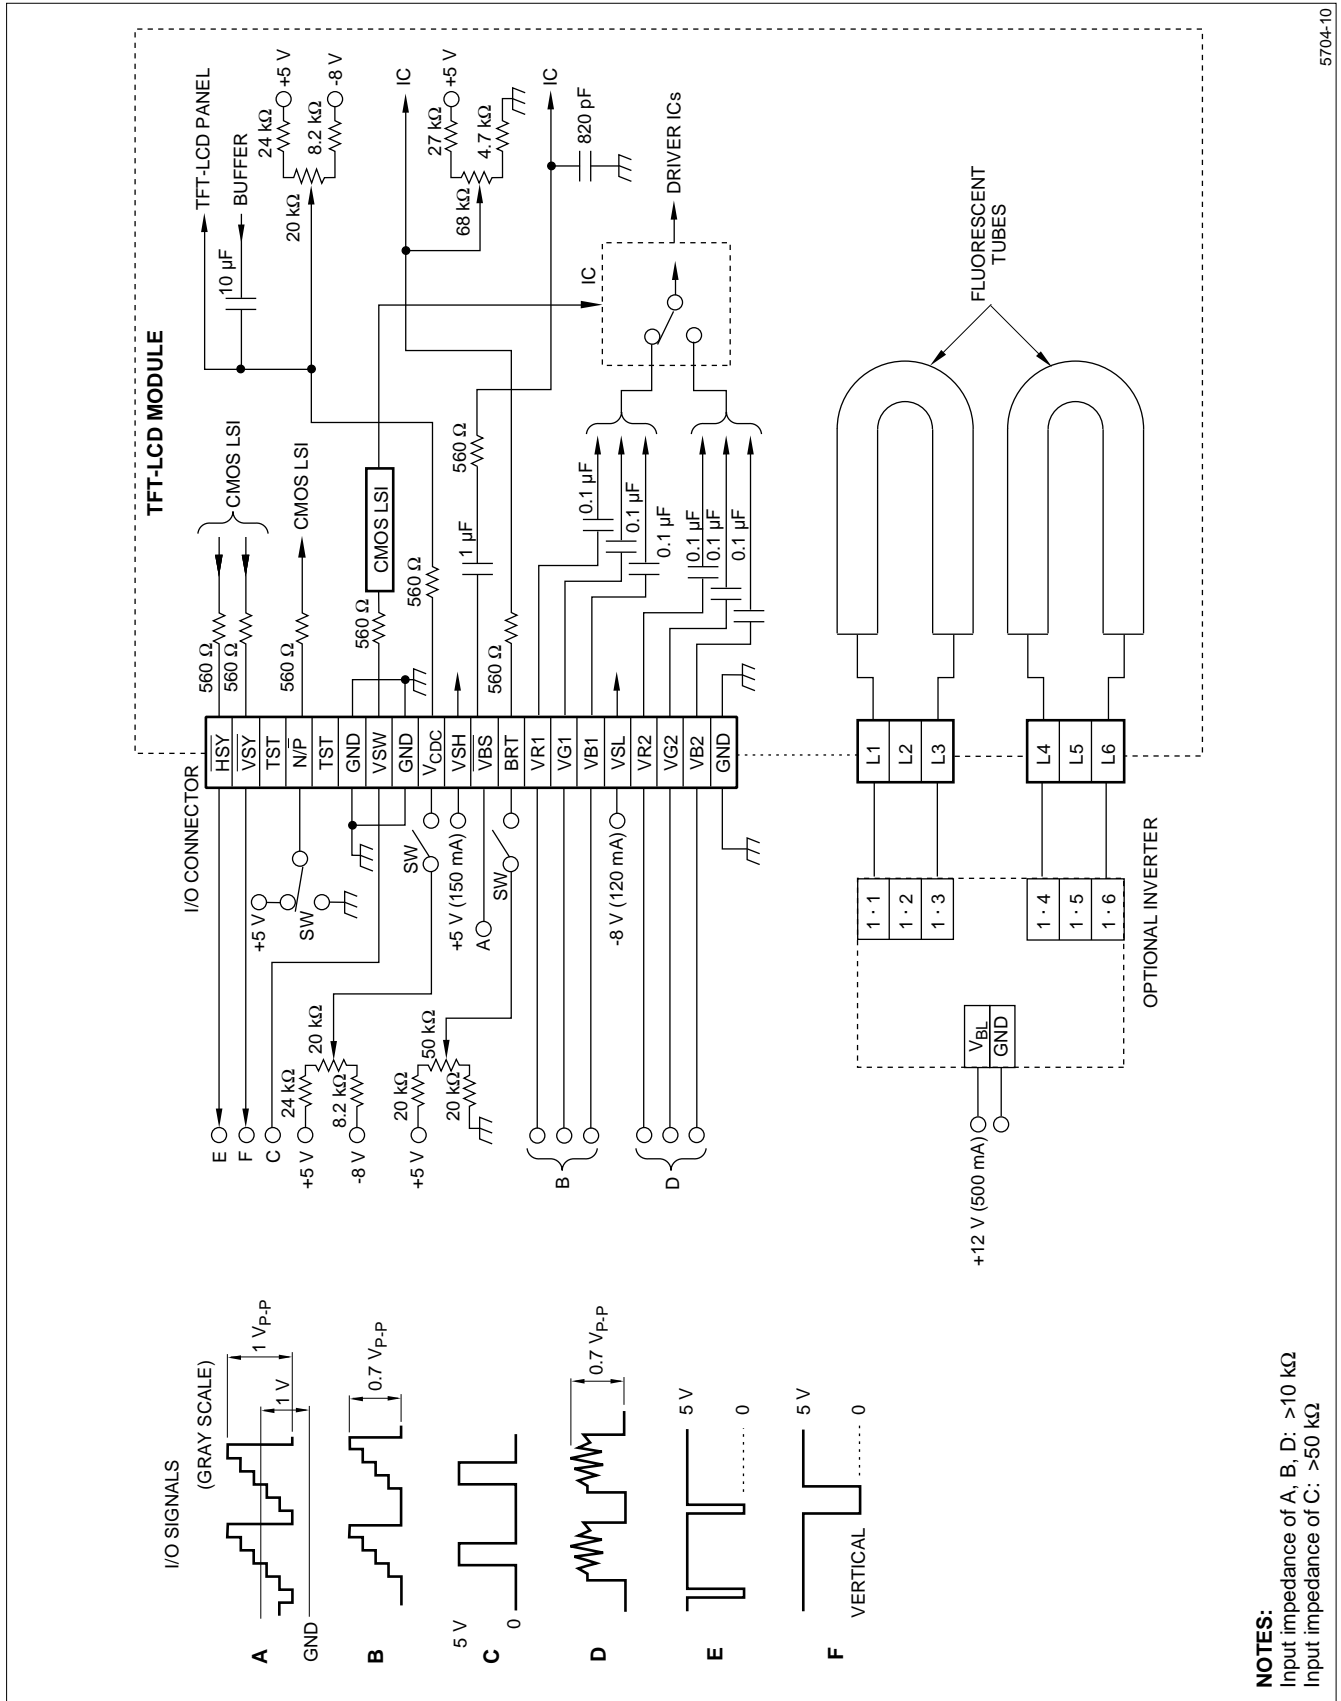 5704-10
TFT-LCD MODULE
TFT-LCD PANEL
BUFFER
10 µF
20 kΩ
24 kΩ
+5 V
8.2 kΩ
-8 V
IC
27 kΩ
+5 V
4.7 kΩ
68 kΩ
IC
820 pF
DRIVER ICs
IC
FLUORESCENT
TUBES
CMOS LSI
CMOS LSI
CMOS LSI
560 Ω
560 Ω
560 Ω
560 Ω
560 Ω
1 µF
560 Ω
560 Ω
0.1 µF
0.1 µF
0.1 µF
0.1 µF
0.1 µF
0.1 µF
I/O CONNECTOR
HSY
VSY
TST
N/P
TST
GND
VSW
GND
VCDC
VSH
VBS
BRT
VR1
VG1
VB1
VSL
VR2
VG2
VB2
GND
L1
L2
L3
L4
L5
L6
+5 V
SW
SW
+5 V (150 mA)
A
SW
-8 V (120 mA)
1 · 1
1 · 2
1 · 3
1 · 4
1 · 5
1 · 6
OPTIONAL INVERTER
VBL
GND
+12 V (500 mA)
E
F
C
+5 V
24 kΩ
20 kΩ
8.2 kΩ
-8 V
+5 V
20 kΩ
50 kΩ
20 kΩ
B
D
I/O SIGNALS
(GRAY SCALE)
A
GND
1 V
1 VP-P
B
0.7 VP-P
C
5 V
0
D
0.7 VP-P
E
5 V
0
F
VERTICAL
5 V
0
NOTES:
Input impedance of A, B, D: >10 kΩ
Input impedance of C: >50 kΩ